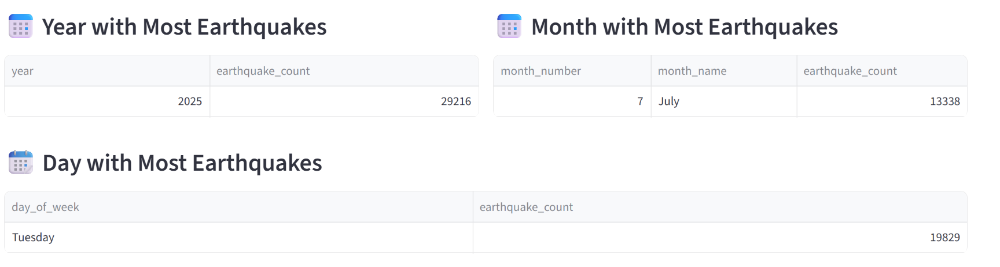 Year with Most Earthquakes
year earthquake_count
2025 29216
Month with Most Earthquakes
month_number month_name earthquake_count
7 July 13338
Day with Most Earthquakes
day_of_week earthquake_count
Tuesday 19829